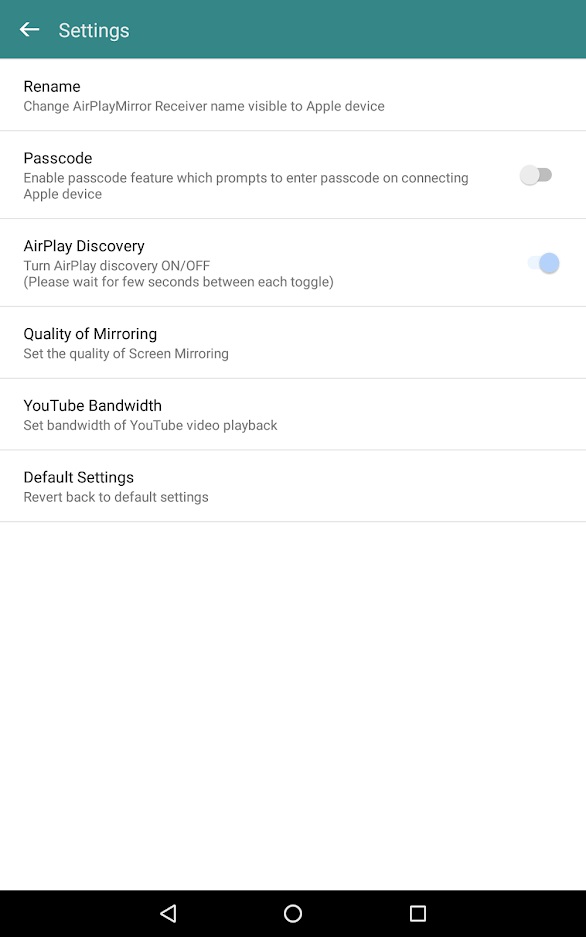 Settings
Rename
Change AirPlayMirror Receiver name visible to Apple device
Passcode
Enable passcode feature which prompts to enter passcode on connecting
Apple device
AirPlay Discovery
Turn AirPlay discovery ON/OFF
(Please wait for few seconds between each toggle)
Quality of Mirroring
Set the quality of Screen Mirroring
YouTube Bandwidth
Set bandwidth of YouTube video playback
Default Settings
Revert back to default settings